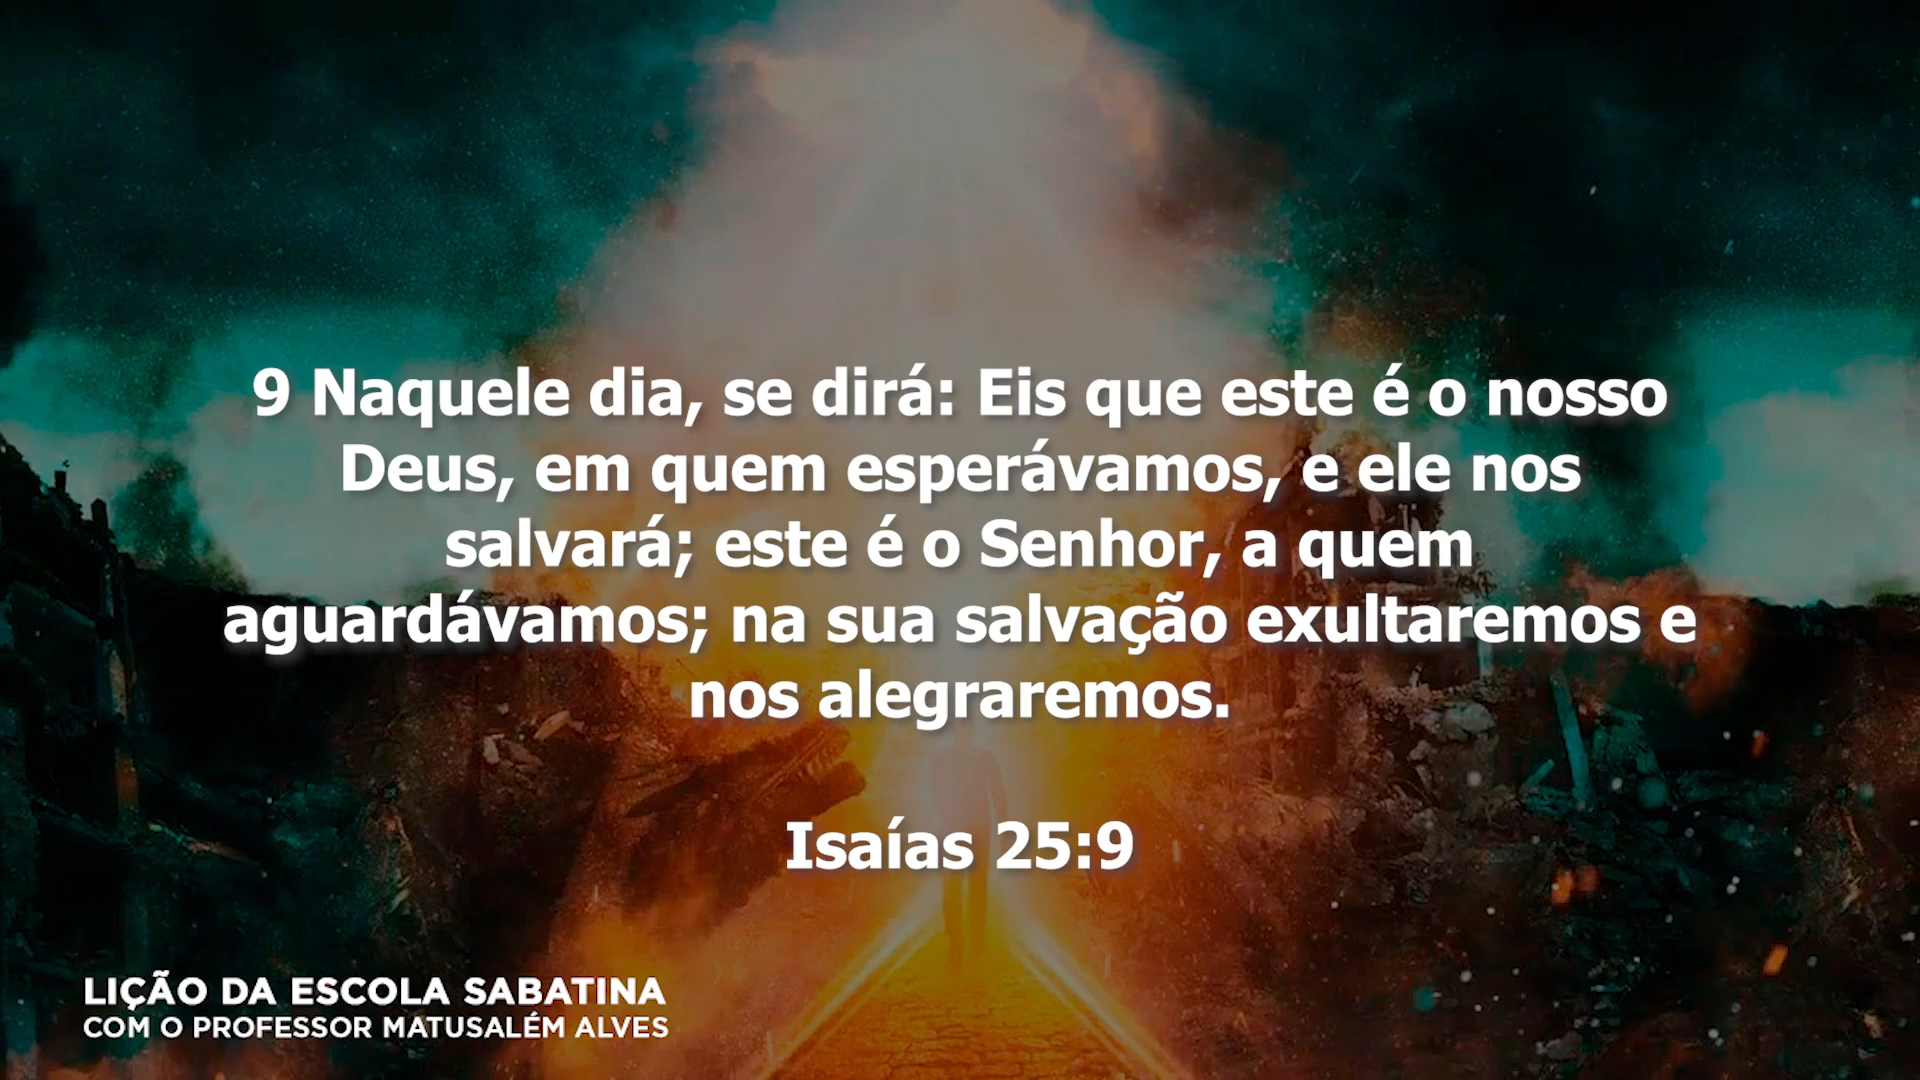 9 Naquele dia, se dirá: Eis que este é o nosso
Deus, em quem esperávamos, e ele nos
salvará; este é o Senhor, a quem
aguardávamos; na sua salvação exultaremos e
nos alegraremos.
Isaías 25:9
LIÇÃO DA ESCOLA SABATINA
COM O PROFESSOR MATUSALÉM ALVES